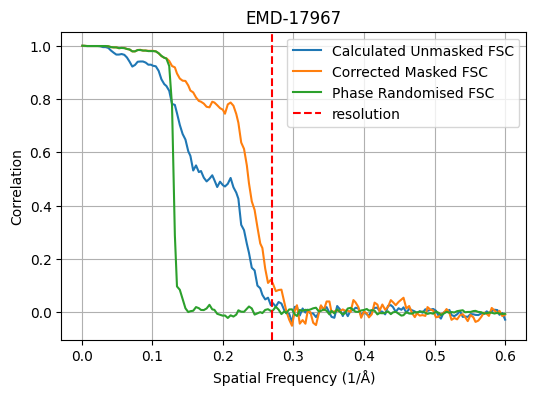 EMD-17967
Calculated Unmasked FSC
Corrected Masked FSC
Phase Randomised FSC
resolution
Correlation
1.0
0.8
0.6
0.4
0.2
0.0
0.0 0.1 0.2 0.3 0.4 0.5 0.6
Spatial Frequency (1/Å)